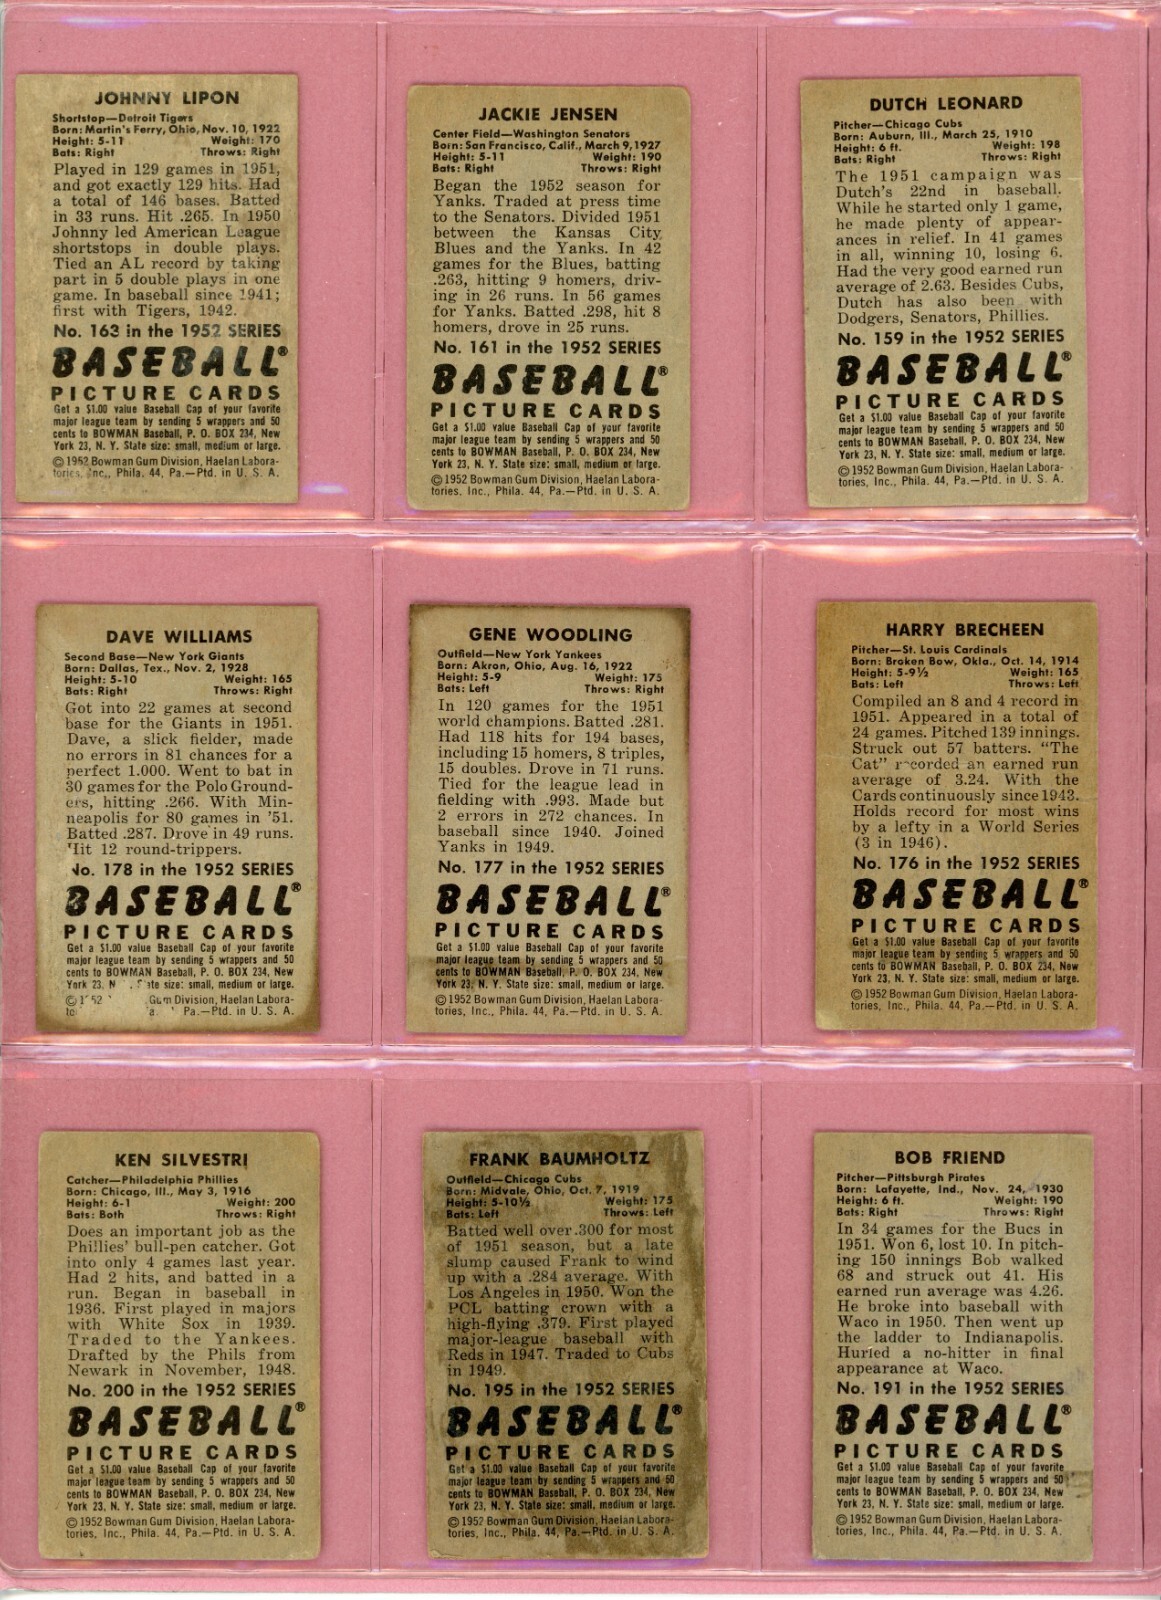 JOHNNY LIPON
Shortstop—Detroit Tigers
Born: Martin's Ferry, Ohio, Nov. 10, 1922
Height: 5-11 Weight: 170
Bats: Right Throws: Right
Played in 129 games in 1951,
and got exactly 129 hits. Had
a total of 146 bases. Batted
in 33 runs. Hit .265. In 1950
Johnny led American League
shortstops in double plays.
Tied an AL record by taking
part in 5 double plays in one
game. In baseball since 1941;
first with Tigers, 1942.
No. 163 in the 1952 SERIES
BASEBALL®
PICTURE CARDS
Get a $1.00 value Baseball Cap of your favorite
major league team by sending 5 wrappers and 50
cents to BOWMAN Baseball, P. O. BOX 234, New
York 23, N. Y. State size: small, medium or large.
© 1952 Bowman Gum Division, Haelan Labora-
tories, Inc., Phila. 44, Pa.—Ptd. in U. S. A.
JACKIE JENSEN
Center Field—Washington Senators
Born: San Francisco, Calif., March 9, 1927
Height: 5-11 Weight: 190
Bats: Right Throws: Right
Began the 1952 season for
Yanks. Traded at press time
to the Senators. Divided 1951
between the Kansas City
Blues and the Yanks. In 42
games for the Blues, batting
.263, hitting 9 homers, driv-
ing in 26 runs. In 56 games
for Yanks. Batted .298, hit 8
homers, drove in 25 runs.
No. 161 in the 1952 SERIES
BASEBALL®
PICTURE CARDS
Get a $1.00 value Baseball Cap of your favorite
major league team by sending 5 wrappers and 50
cents to BOWMAN Baseball, P. O. BOX 234, New
York 23, N. Y. State size: small, medium or large.
© 1952 Bowman Gum Division, Haelan Labora-
tories, Inc., Phila. 44, Pa.—Ptd. in U. S. A.
DUTCH LEONARD
Pitcher—Chicago Cubs
Born: Auburn, Ill., March 25, 1910
Height: 6 ft. Weight: 198
Bats: Right Throws: Right
The 1951 campaign was
Dutch's 22nd in baseball.
While he started only 1 game,
he made plenty of appear-
ances in relief. In 41 games
in all, winning 10, losing 6.
Had the very good earned run
average of 2.63. Besides Cubs,
Dutch has also been with
Dodgers, Senators, Phillies.
No. 159 in the 1952 SERIES
BASEBALL®
PICTURE CARDS
Get a $1.00 value Baseball Cap of your favorite
major league team by sending 5 wrappers and 50
cents to BOWMAN Baseball, P. O. BOX 234, New
York 23, N. Y. State size: small, medium or large.
© 1952 Bowman Gum Division, Haelan Labora-
tories, Inc., Phila. 44, Pa.—Ptd. in U. S. A.
DAVE WILLIAMS
Second Base—New York Giants
Born: Dallas, Tex., Nov. 2, 1928
Height: 5-10 Weight: 165
Bats: Right Throws: Right
Got into 22 games at second
base for the Giants in 1951.
Dave, a slick fielder, made
no errors in 81 chances for a
perfect 1.000. Went to bat in
30 games for the Polo Ground-
ers, hitting .266. With Min-
neapolis for 80 games in '51.
Batted .287. Drove in 49 runs.
Hit 12 round-trippers.
No. 178 in the 1952 SERIES
BASEBALL®
PICTURE CARDS
Get a $1.00 value Baseball Cap of your favorite
major league team by sending 5 wrappers and 50
cents to BOWMAN Baseball, P. O. BOX 234, New
York 23, N State size: small, medium or large.
© Gum Division, Haelan Labora-
Pa.—Ptd. in U. S. A.
GENE WOODLING
Outfield—New York Yankees
Born: Akron, Ohio, Aug. 16, 1922
Height: 5-9 Weight: 175
Bats: Left Throws: Right
In 120 games for the 1951
world champions. Batted .281.
Had 118 hits for 194 bases,
including 15 homers, 8 triples,
15 doubles. Drove in 71 runs.
Tied for the league lead in
fielding with .993. Made but
2 errors in 272 chances. In
baseball since 1940. Joined
Yanks in 1949.
No. 177 in the 1952 SERIES
BASEBALL®
PICTURE CARDS
Get a $1.00 value Baseball Cap of your favorite
major league team by sending 5 wrappers and 50
cents to BOWMAN Baseball, P. O. BOX 234, New
York 23, N. Y. State size: small, medium or large.
© 1952 Bowman Gum Division, Haelan Labora-
tories, Inc., Phila. 44, Pa.—Ptd. in U. S. A.
HARRY BRECHEEN
Pitcher—St. Louis Cardinals
Born: Broken Bow, Okla., Oct. 14, 1914
Height: 5-9½ Weight: 165
Bats: Left Throws: Left
Compiled an 8 and 4 record in
1951. Appeared in a total of
24 games. Pitched 139 innings.
Struck out 57 batters. "The
Cat" recorded an earned run
average of 3.24. With the
Cards continuously since 1943.
Holds record for most wins
by a lefty in a World Series
(3 in 1946).
No. 176 in the 1952 SERIES
BASEBALL®
PICTURE CARDS
Get a $1.00 value Baseball Cap of your favorite
major league team by sending 5 wrappers and 50
cents to BOWMAN Baseball, P. O. BOX 234, New
York 23, N. Y. State size: small, medium or large.
© 1952 Bowman Gum Division, Haelan Labora-
tories, Inc., Phila. 44, Pa.—Ptd. in U. S. A.
KEN SILVESTRI
Catcher—Philadelphia Phillies
Born: Chicago, Ill., May 3, 1916
Height: 6-1 Weight: 200
Bats: Both Throws: Right
Does an important job as the
Phillies' bull-pen catcher. Got
into only 4 games last year.
Had 2 hits, and batted in a
run. Began in baseball in
1936. First played in majors
with White Sox in 1939.
Traded to the Yankees.
Drafted by the Phils from
Newark in November, 1948.
No. 200 in the 1952 SERIES
BASEBALL®
PICTURE CARDS
Get a $1.00 value Baseball Cap of your favorite
major league team by sending 5 wrappers and 50
cents to BOWMAN Baseball, P. O. BOX 234, New
York 23, N. Y. State size: small, medium or large.
© 1952 Bowman Gum Division, Haelan Labora-
tories, Inc., Phila. 44, Pa.—Ptd. in U. S. A.
FRANK BAUMHOLTZ
Outfield—Chicago Cubs
Born: Midvale, Ohio, Oct. 7, 1919
Height: 5-10½ Weight: 175
Bats: Left Throws: Left
Batted well over .300 for most
of 1951 season, but a late
slump caused Frank to wind
up with a .284 average. With
Los Angeles in 1950. Won the
PCL batting crown with a
high-flying .379. First played
major-league baseball with
Reds in 1947. Traded to Cubs
in 1949.
No. 195 in the 1952 SERIES
BASEBALL®
PICTURE CARDS
Get a $1.00 value Baseball Cap of your favorite
major league team by sending 5 wrappers and 50
cents to BOWMAN Baseball, P. O. BOX 234, New
York 23, N. Y. State size: small, medium or large.
© 1952 Bowman Gum Division, Haelan Labora-
tories, Inc., Phila. 44, Pa.—Ptd. in U. S. A.
BOB FRIEND
Pitcher—Pittsburgh Pirates
Born: Lafayette, Ind., Nov. 24, 1930
Height: 6 ft. Weight: 190
Bats: Right Throws: Right
In 34 games for the Bucs in
1951. Won 6, lost 10. In pitch-
ing 150 innings Bob walked
68 and struck out 41. His
earned run average was 4.26.
He broke into baseball with
Waco in 1950. Then went up
the ladder to Indianapolis.
Hurled a no-hitter in final
appearance at Waco.
No. 191 in the 1952 SERIES
BASEBALL®
PICTURE CARDS
Get a $1.00 value Baseball Cap of your favorite
major league team by sending 5 wrappers and 50
cents to BOWMAN Baseball, P. O. BOX 234, New
York 23, N. Y. State size: small, medium or large.
© 1952 Bowman Gum Division, Haelan Labora-
tories, Inc., Phila. 44, Pa.—Ptd. in U. S. A.